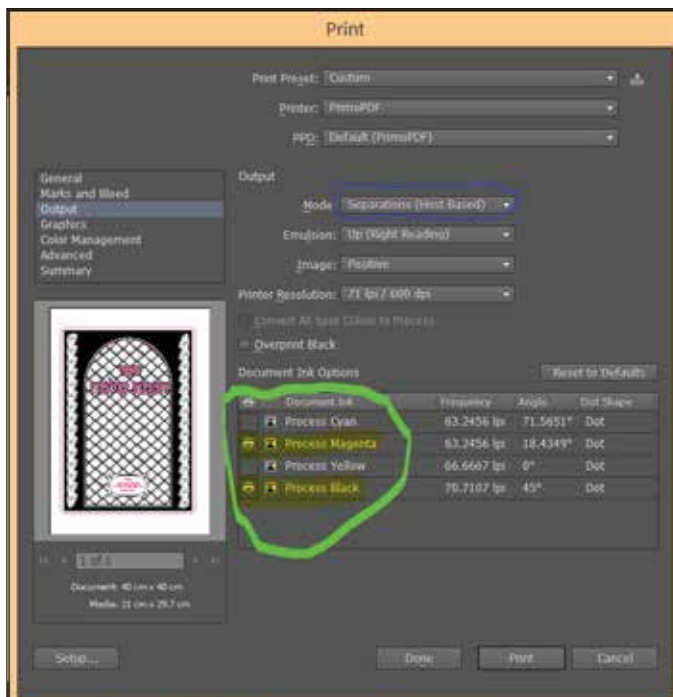 Print
Print Preset: Custom
Printer: PrimoPDF
PPD: Default (PrimoPDF)
General
Marks and Bleed
Output
Graphics
Color Management
Advanced
Summary
Output
Mode: Separations (Host-Based)
Emulsion: Up (Right Reading)
Image: Positive
Printer Resolution: 71 lpi / 600 dpi
Convert All Spot Colors to Process
Overprint Black
Document Ink Options
Reset to Defaults
Document Ink Frequency Angle Dot Shape
Process Cyan 63.2456 lpi 71.5651° Dot
Process Magenta 63.2456 lpi 18.4349° Dot
Process Yellow 66.6667 lpi 0° Dot
Process Black 70.7107 lpi 45° Dot
1 of 1
Document: 40 cm x 40 cm
Media: 21 cm x 29.7 cm
Setup...
Done
Print
Cancel